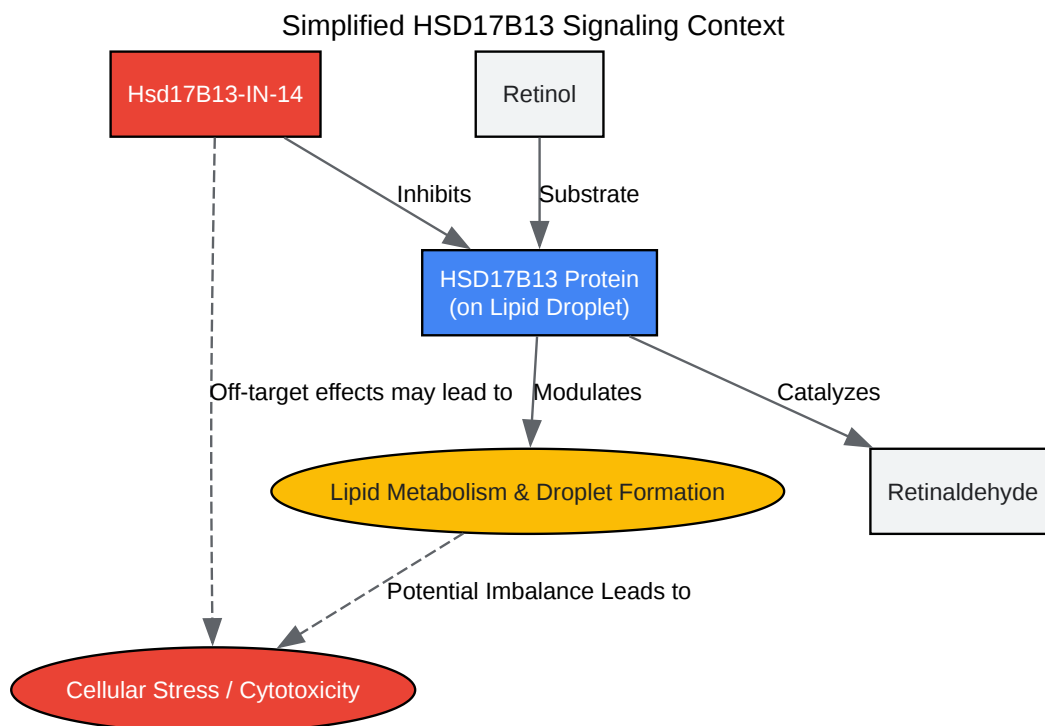 Simplified HSD17B13 Signaling Context
Hsd17B13-IN-14
Retinol
Inhibits
Substrate
HSD17B13 Protein
(on Lipid Droplet)
Off-target effects may lead to
Modulates
Catalyzes
Lipid Metabolism & Droplet Formation
Retinaldehyde
Potential Imbalance Leads to
Cellular Stress / Cytotoxicity